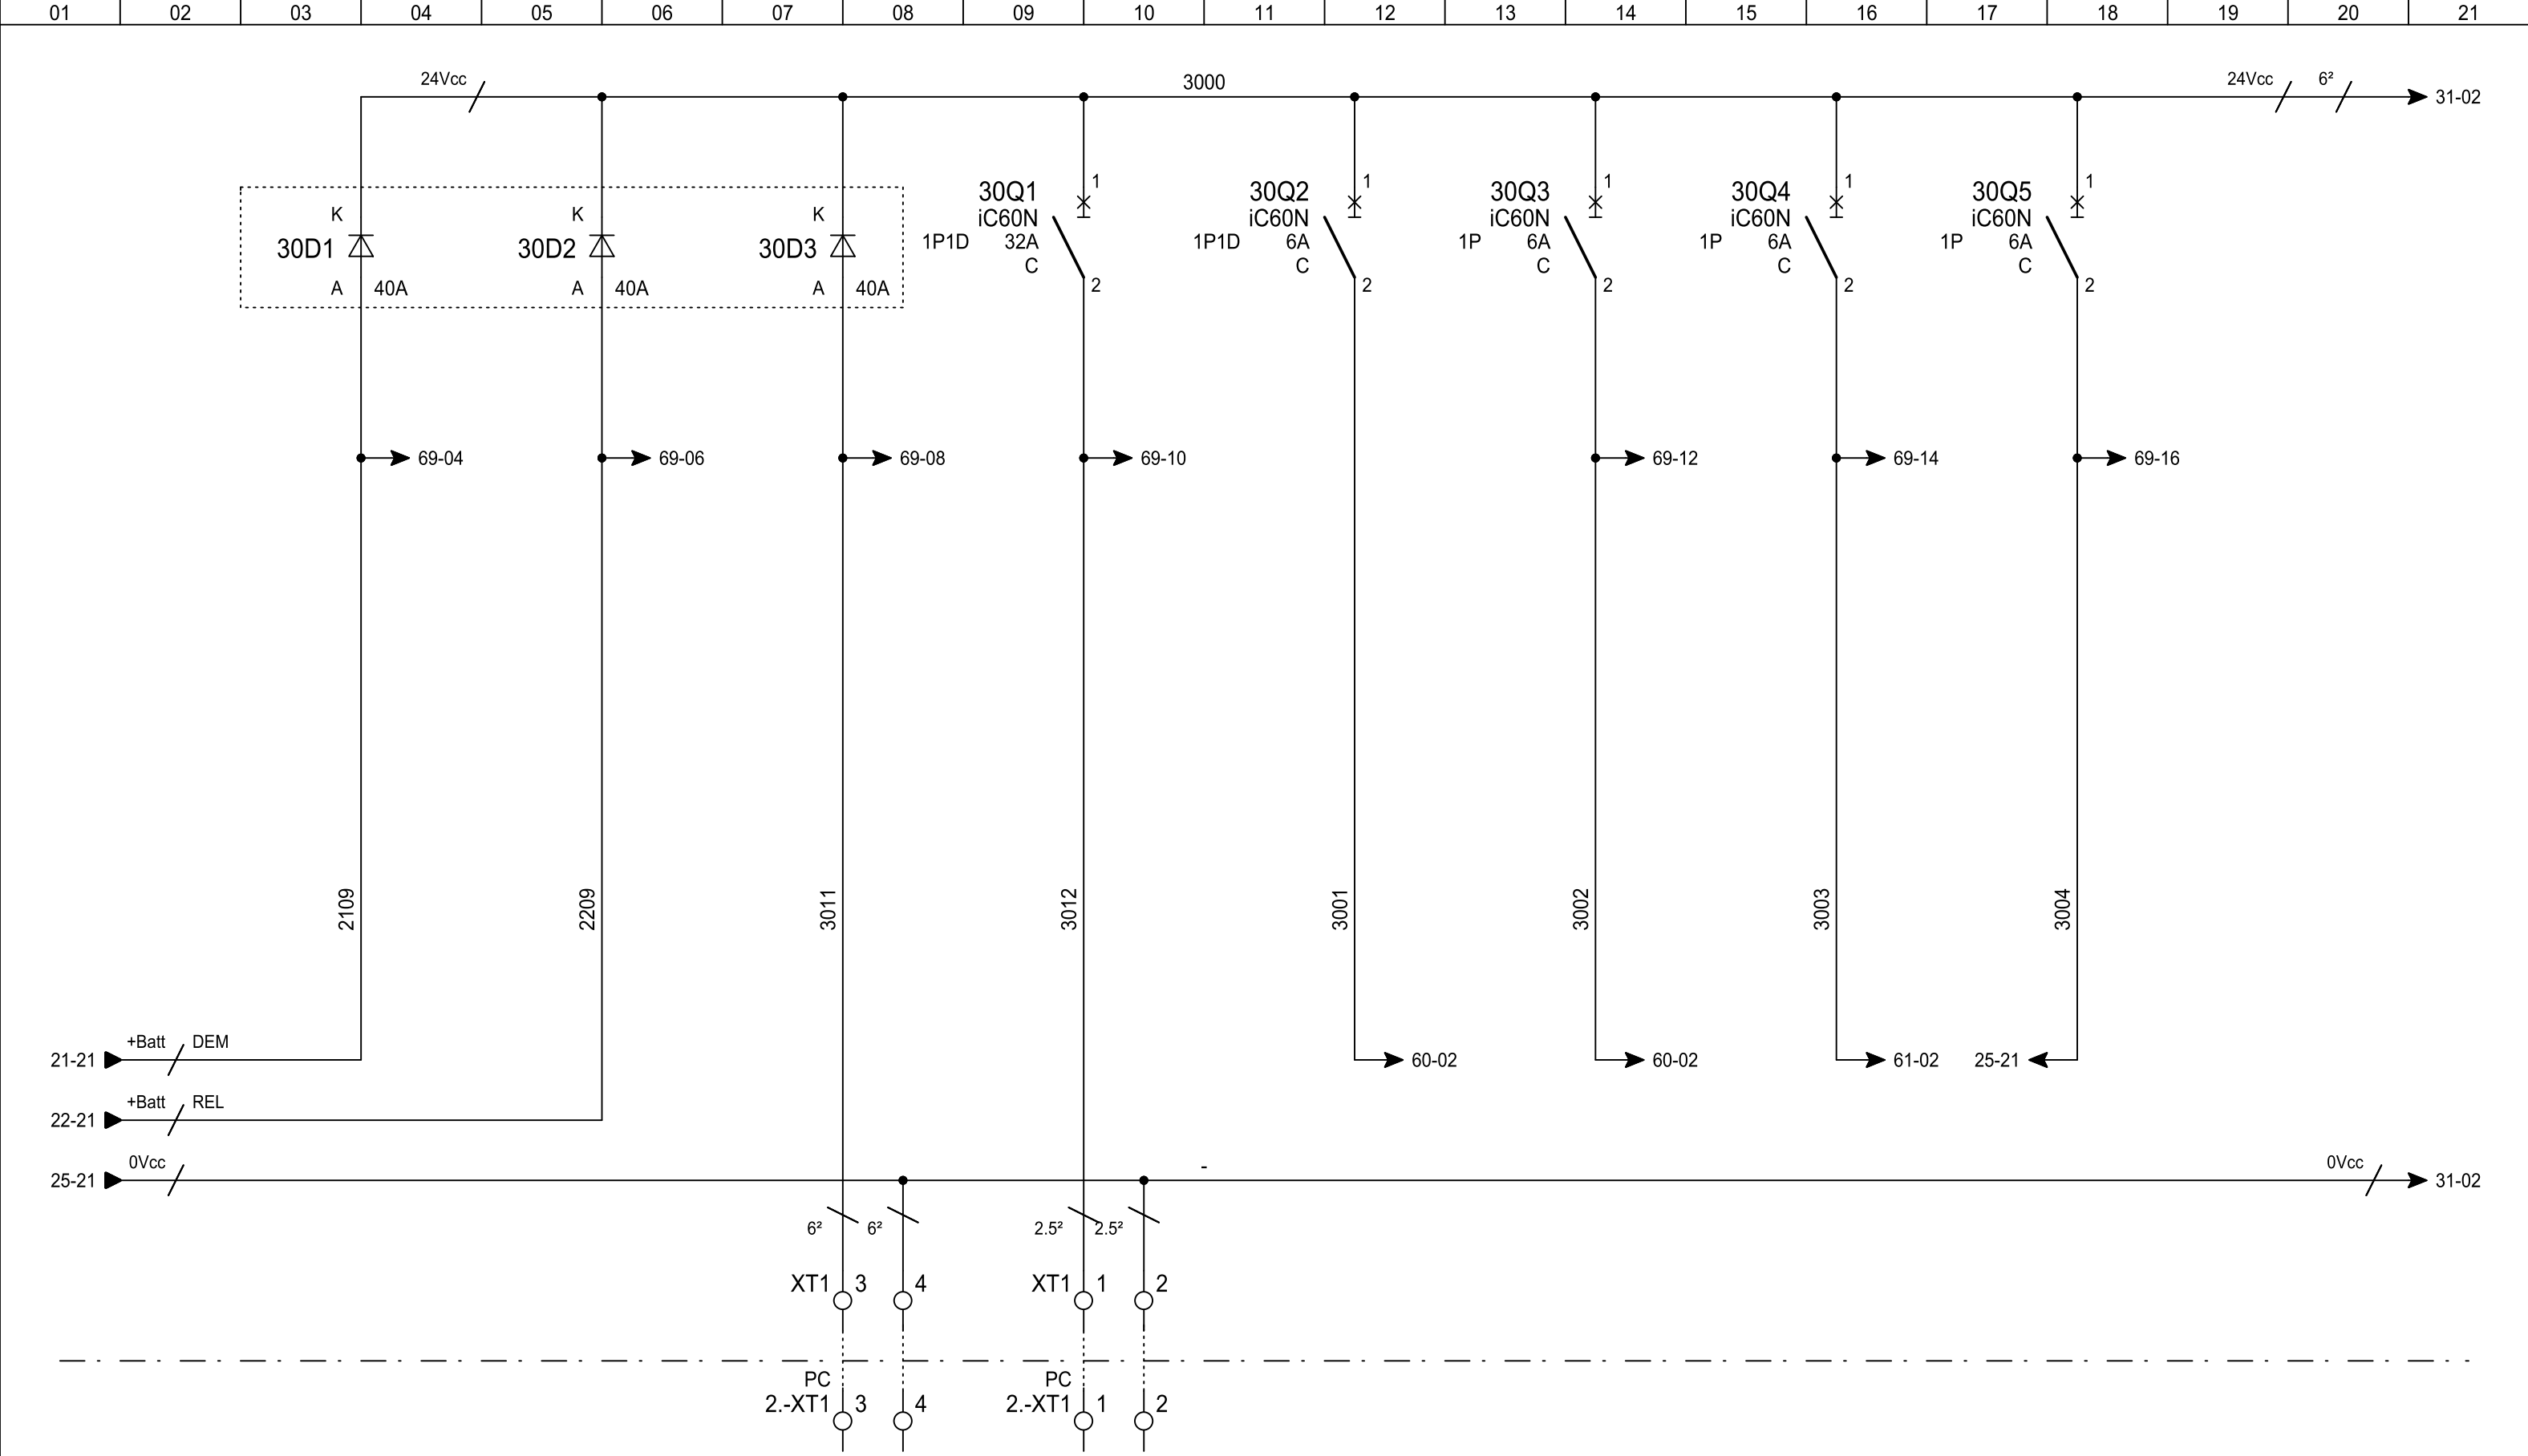 01 02 03 04 05 06 07 08 09 10 11 12 13 14 15 16 17 18 19 20 21
24Vcc 3000 24Vcc 6² 31-02
1 1 1 1 1
30Q1 30Q2 30Q3 30Q4 30Q5
K K K iC60N iC60N iC60N iC60N iC60N
30D1 30D2 30D3 1P1D 32A 1P1D 6A 1P 6A 1P 6A 1P 6A
C C C C C
A 40A A 40A A 40A 2 2 2 2 2
69-04 69-06 69-08 69-10 69-12 69-14 69-16
2109 2209 3011 3012 3001 3002 3003 3004
+Batt DEM
21-21 60-02 60-02 61-02 25-21
+Batt REL
22-21
0Vcc - 0Vcc
25-21 31-02
6² 6² 2.5² 2.5²
XT1 3 4 XT1 1 2
PC PC
2.-XT1 3 4 2.-XT1 1 2